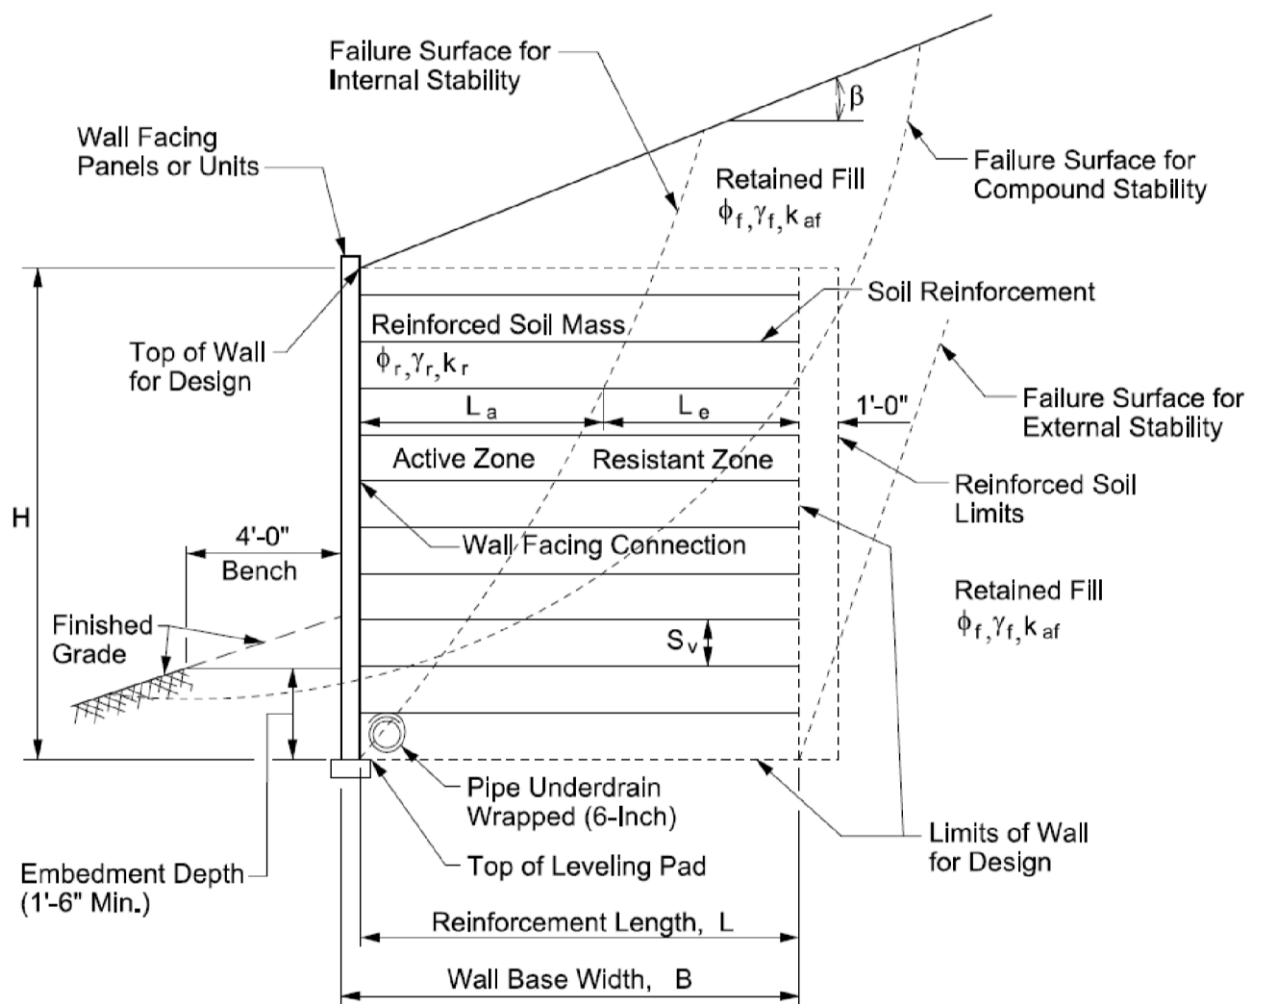 Failure Surface for
Internal Stability
β
Wall Facing
Panels or Units
Failure Surface for
Compound Stability
Retained Fill
ϕf,γf,kaf
Soil Reinforcement
Reinforced Soil Mass
ϕr,γr,kr
Top of Wall
for Design
La
Le
1'-0"
Failure Surface for
External Stability
Active Zone
Resistant Zone
Reinforced Soil
Limits
H
4'-0"
Bench
Wall Facing Connection
Retained Fill
ϕf,γf,kaf
Finished
Grade
Sv
Pipe Underdrain
Wrapped (6-Inch)
Limits of Wall
for Design
Top of Leveling Pad
Embedment Depth
(1'-6" Min.)
Reinforcement Length, L
Wall Base Width, B